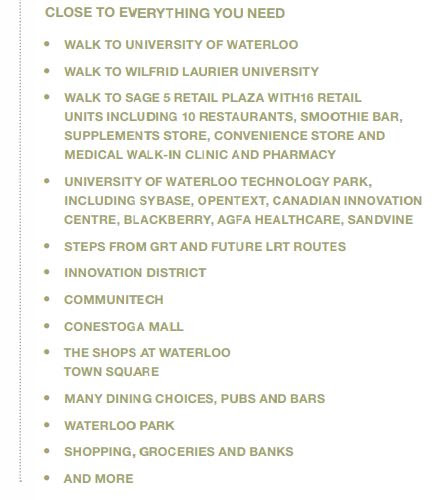 CLOSE TO EVERYTHING YOU NEED
• WALK TO UNIVERSITY OF WATERLOO
• WALK TO WILFRID LAURIER UNIVERSITY
• WALK TO SAGE 5 RETAIL PLAZA WITH16 RETAIL
UNITS INCLUDING 10 RESTAURANTS, SMOOTHIE BAR,
SUPPLEMENTS STORE, CONVENIENCE STORE AND
MEDICAL WALK-IN CLINIC AND PHARMACY
• UNIVERSITY OF WATERLOO TECHNOLOGY PARK,
INCLUDING SYBASE, OPENTEXT, CANADIAN INNOVATION
CENTRE, BLACKBERRY, AGFA HEALTHCARE, SANDVINE
• STEPS FROM GRT AND FUTURE LRT ROUTES
• INNOVATION DISTRICT
• COMMUNITECH
• CONESTOGA MALL
• THE SHOPS AT WATERLOO
TOWN SQUARE
• MANY DINING CHOICES, PUBS AND BARS
• WATERLOO PARK
• SHOPPING, GROCERIES AND BANKS
• AND MORE